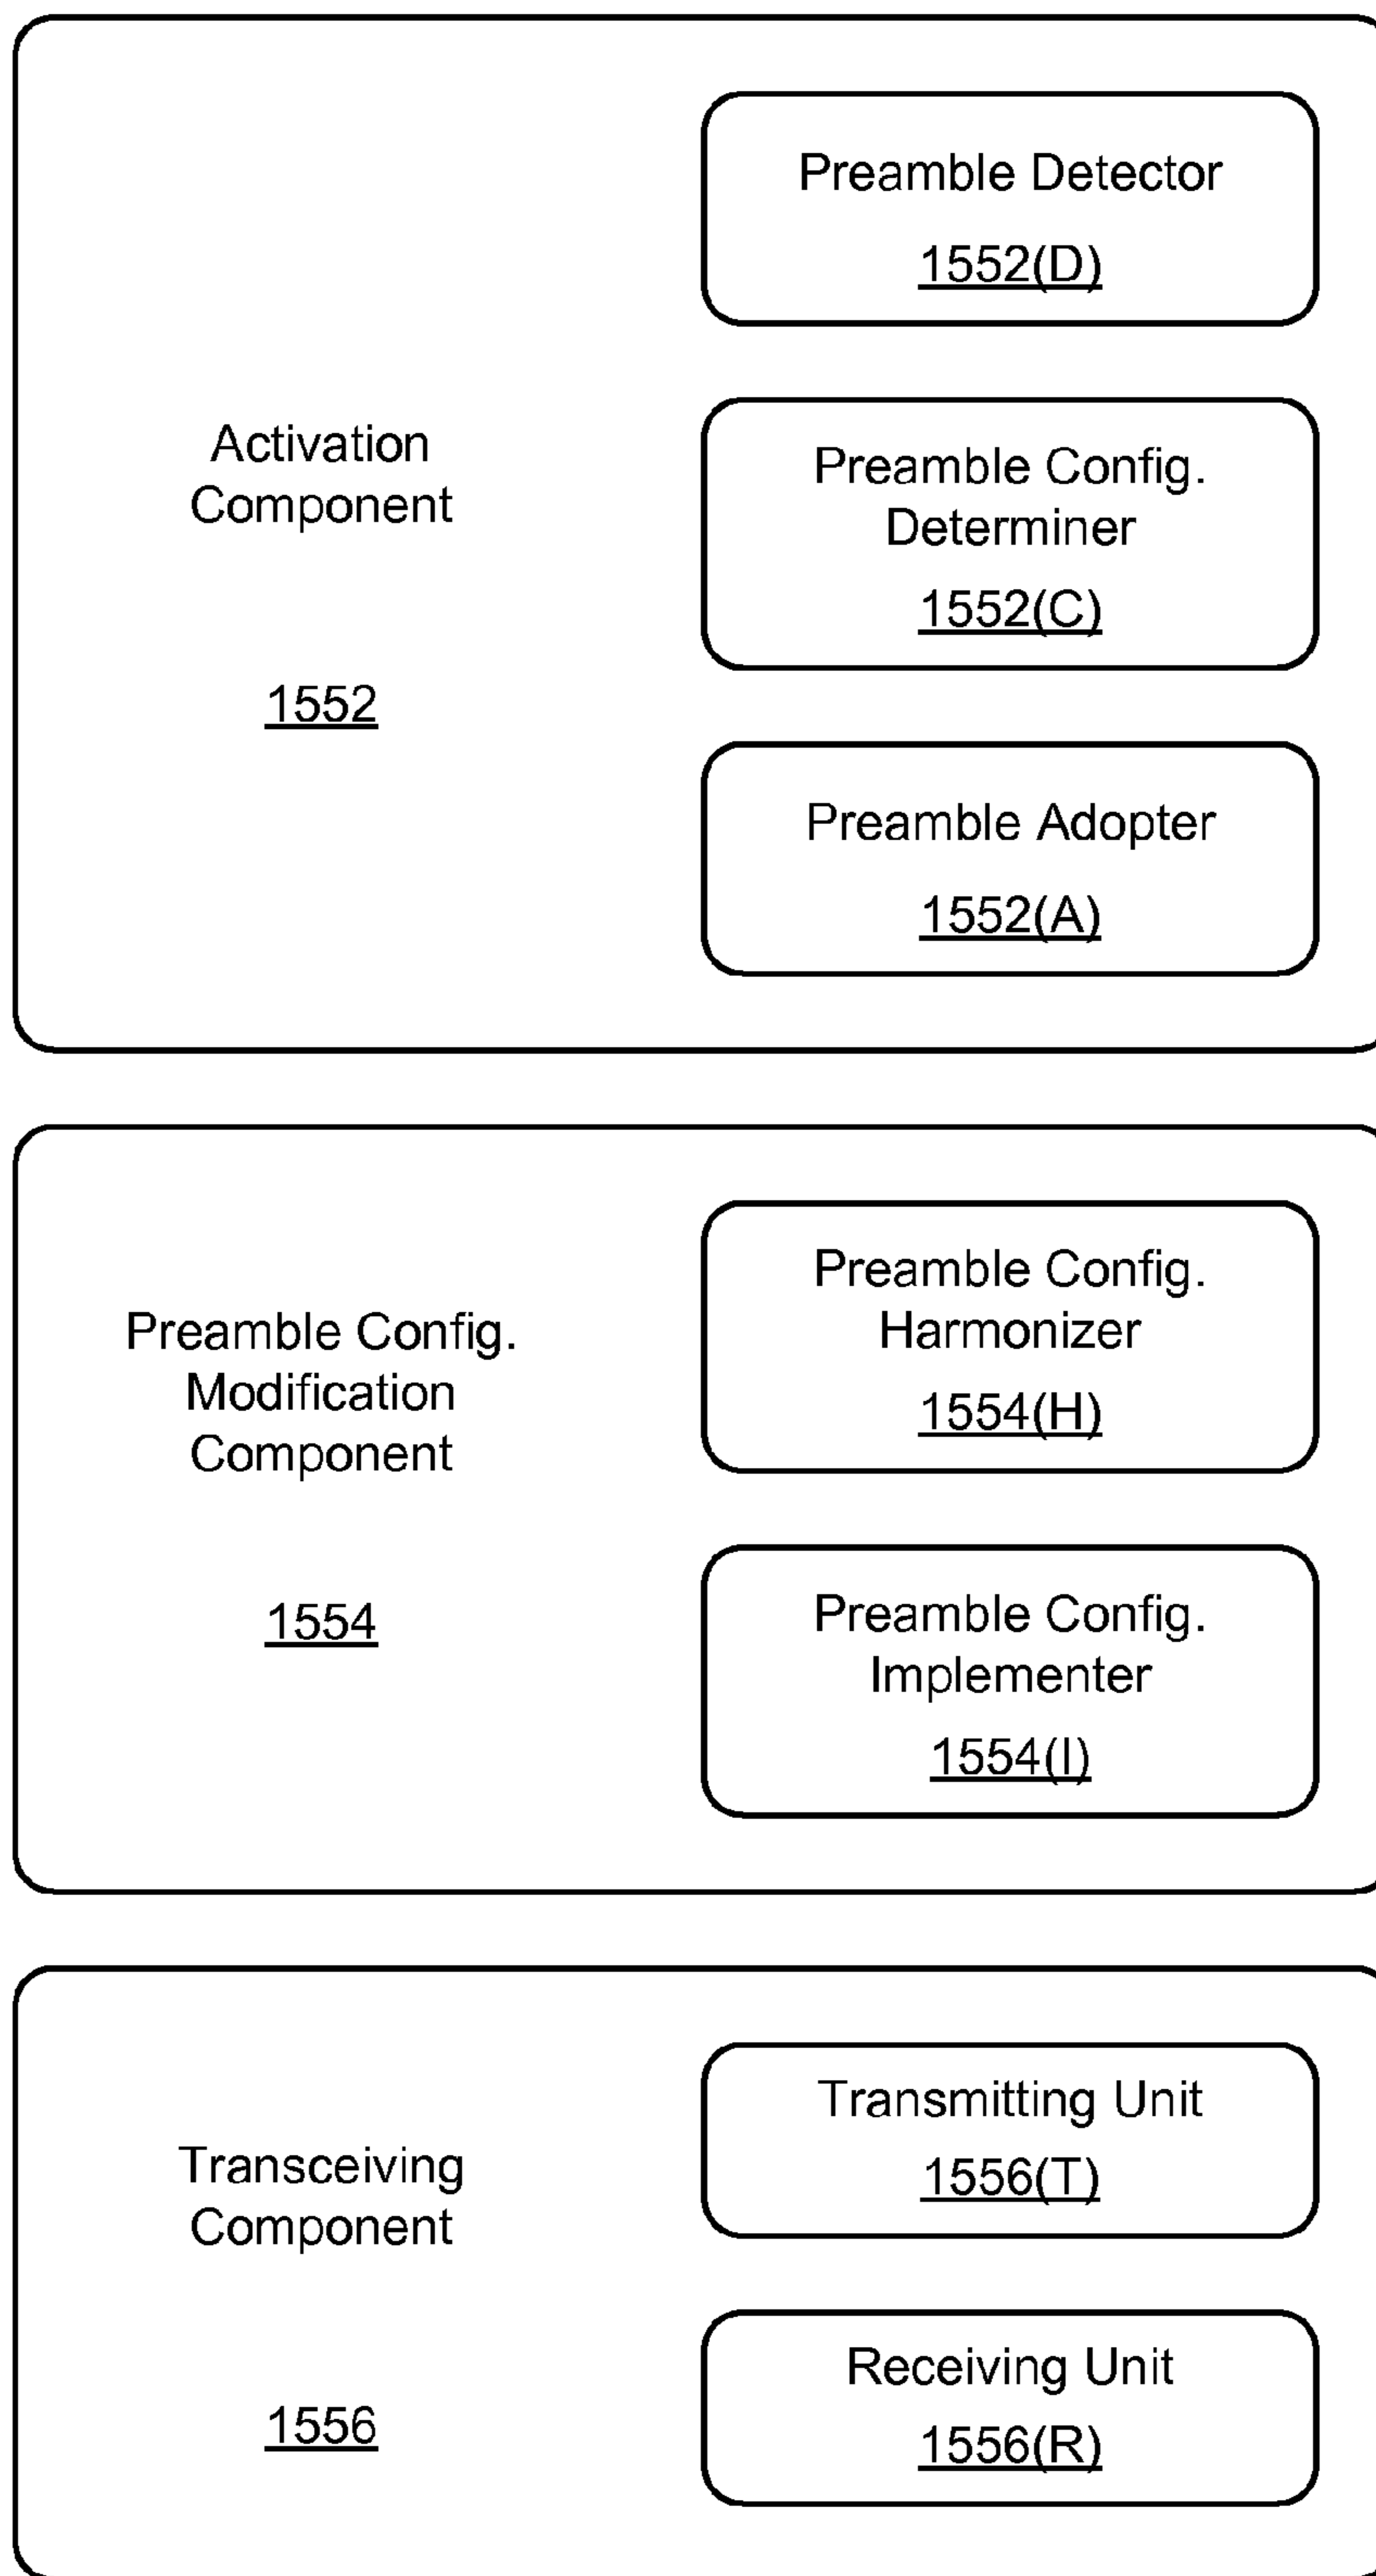 Activation
Component
1552
Preamble Detector
1552(D)
Preamble Config.
Determiner
1552(C)
Preamble Adopter
1552(A)
Preamble Config.
Modification
Component
1554
Preamble Config.
Harmonizer
1554(H)
Preamble Config.
Implementer
1554(I)
Transceiving
Component
1556
Transmitting Unit
1556(T)
Receiving Unit
1556(R)